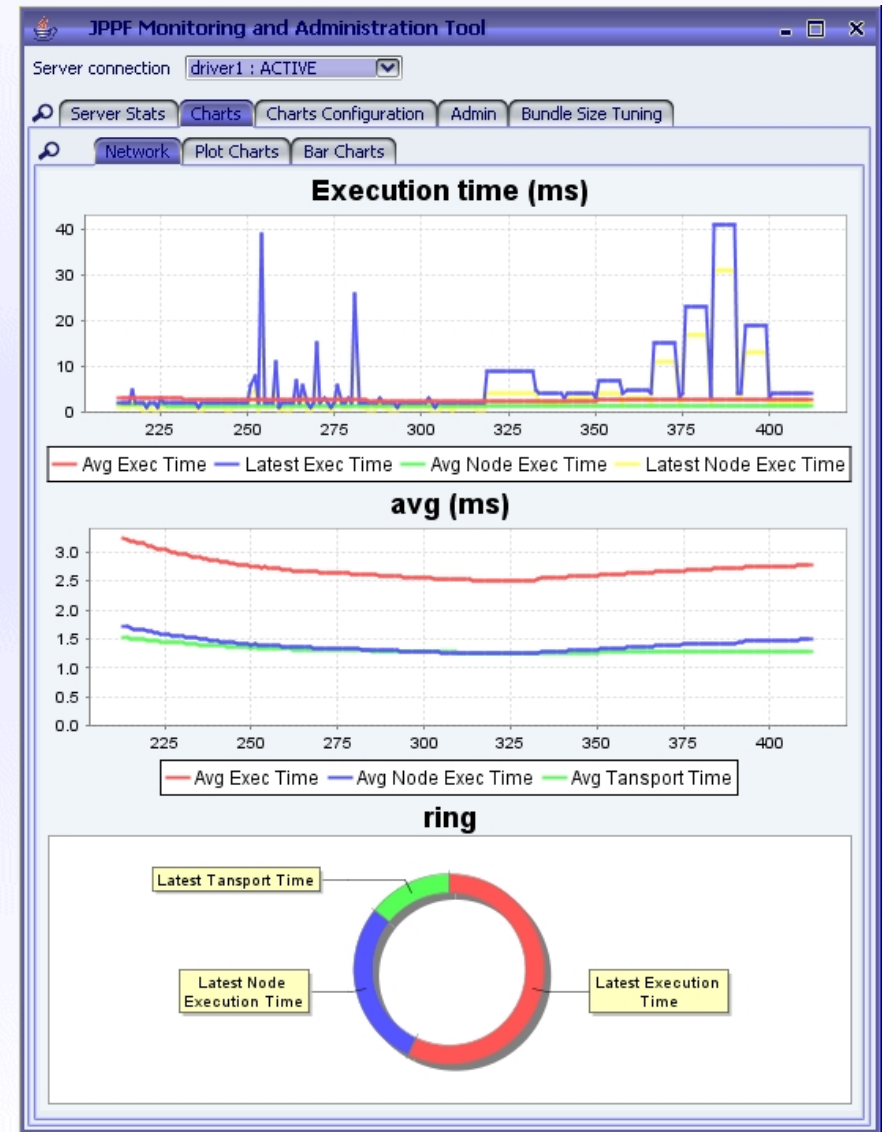 JPPF Monitoring and Administration Tool
Server connection driver1 : ACTIVE
Server Stats Charts Charts Configuration Admin Bundle Size Tuning
Network Plot Charts Bar Charts
Execution time (ms)
40
30
20
10
0
225 250 275 300 325 350 375 400
Avg Exec Time Latest Exec Time Avg Node Exec Time Latest Node Exec Time
avg (ms)
3.0
2.5
2.0
1.5
1.0
0.5
0.0
225 250 275 300 325 350 375 400
Avg Exec Time Avg Node Exec Time Avg Tansport Time
ring
Latest Tansport Time
Latest Node
Execution Time
Latest Execution
Time